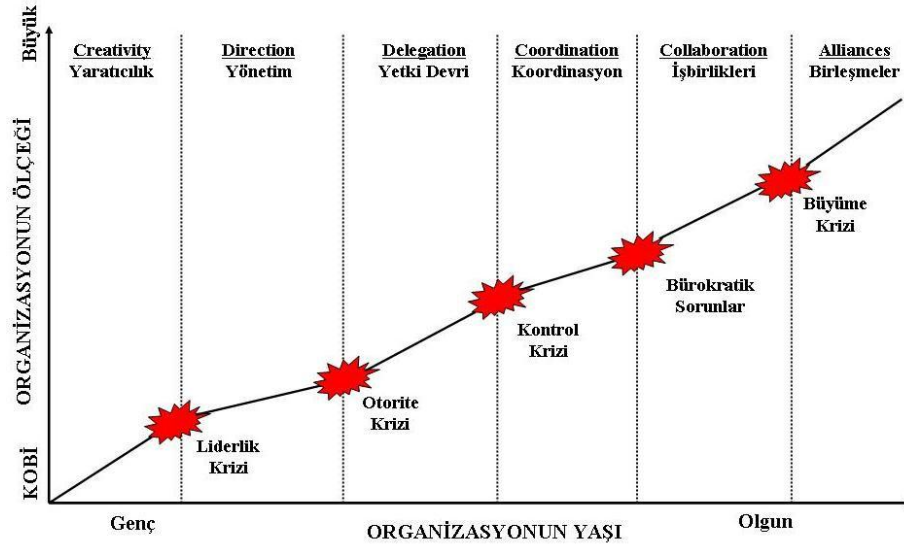 Büyük
ORGANİZASYONUN ÖLÇEĞİ
KOBİ
Creativity
Yaratıcılık
Direction
Yönetim
Delegation
Yetki Devri
Coordination
Koordinasyon
Collaboration
İşbirlikleri
Alliances
Birleşmeler
Liderlik
Krizi
Otorite
Krizi
Kontrol
Krizi
Bürokratik
Sorunlar
Büyüme
Krizi
Genç
ORGANİZASYONUN YAŞI
Olgun